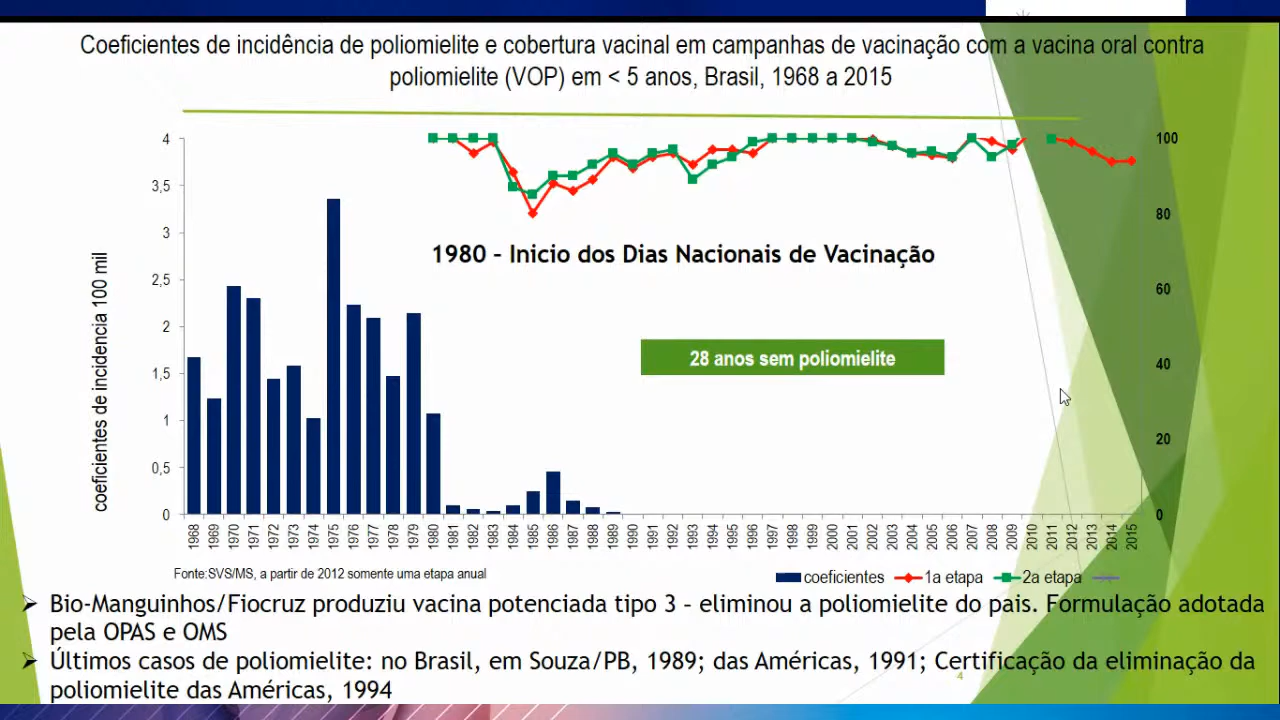 Coeficientes de incidência de poliomielite e cobertura vacinal em campanhas de vacinação com a vacina oral contra
poliomielite (VOP) em < 5 anos, Brasil, 1968 a 2015
4
3,5
3
2,5
2
1,5
1
0,5
0
100
80
60
40
20
0
coeficientes de incidencia 100 mil
1980 – Inicio dos Dias Nacionais de Vacinação
28 anos sem poliomielite
1968 1969 1970 1971 1972 1973 1974 1975 1976 1977 1978 1979 1980 1981 1982 1983 1984 1985 1986 1987 1988 1989 1990 1991 1992 1993 1994 1995 1996 1997 1998 1999 2000 2001 2002 2003 2004 2005 2006 2007 2008 2009 2010 2011 2012 2013 2014 2015
Fonte:SVS/MS, a partir de 2012 somente uma etapa anual
coeficientes 1a etapa 2a etapa
Bio-Manguinhos/Fiocruz produziu vacina potenciada tipo 3 – eliminou a poliomielite do pais. Formulação adotada
pela OPAS e OMS
Últimos casos de poliomielite: no Brasil, em Souza/PB, 1989; das Américas, 1991; Certificação da eliminação da
poliomielite das Américas, 1994
4